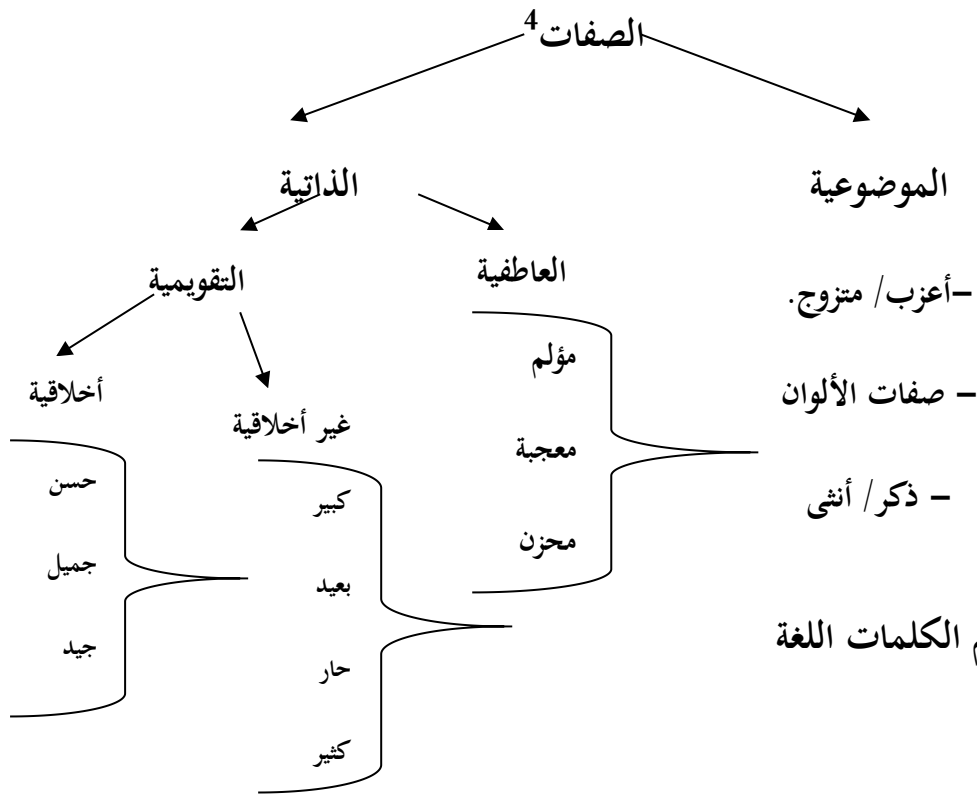 الصفات4
الموضوعية
الذاتية
العاطفية
التقويمية
–أعزب/ متزوج.
– صفات الألوان
– ذكر/ أنثى
مؤلم
معجبة
محزن
غير أخلاقية
كبير
بعيد
حار
كثير
أخلاقية
حسن
جميل
جيد
الكلمات اللغة